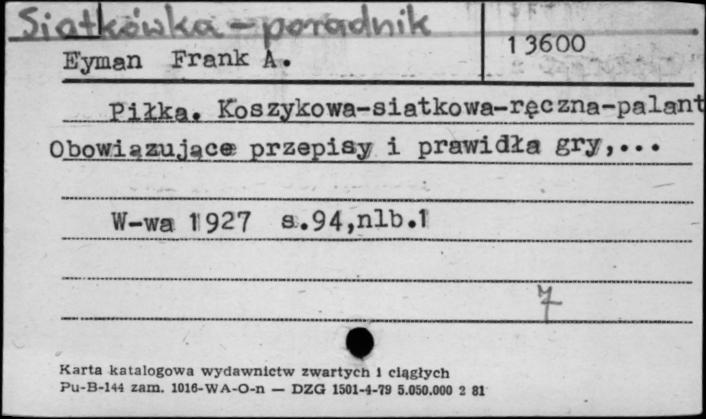 Siatkówka - poradnik
Eyman Frank A.
13600
Piłka. Koszykowa-siatkowa-ręczna-palant
Obowiązujące przepisy i prawidła gry,...
W-wa 1927 s.94,nlb.1
7
Karta katalogowa wydawnictw zwartych i ciągłych
Pu-B-144 zam. 1016-WA-O-n — DZG 1501-4-79 5.050.000 2 81